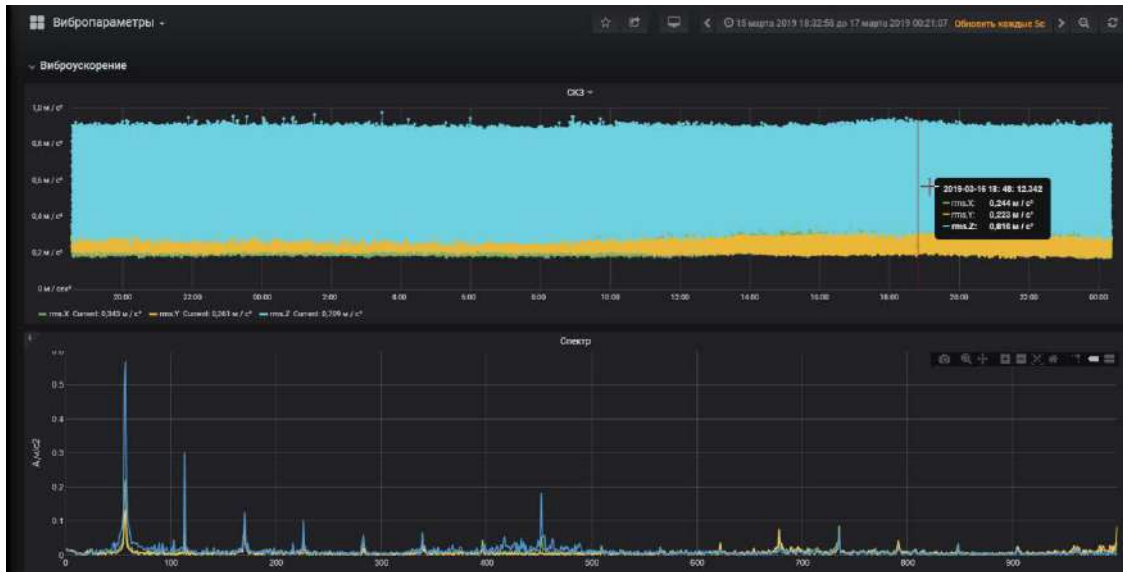 Вибропараметры
15 марта 2019 18:32:58 до 17 марта 2019 00:21:07 Обновить каждые 5с
Виброускорение
СКЗ
1,0 м / с²
0,8 м / с²
0,6 м / с²
0,4 м / с²
0,2 м / с²
0 м / сек²
20:00 22:00 00:00 2:00 4:00 6:00 8:00 10:00 12:00 14:00 16:00 18:00 20:00 22:00 00:00
2019-03-16 18: 48: 12.342
rms.X: 0,244 м / с²
rms.Y: 0,223 м / с²
rms.Z: 0,816 м / с²
rms.X Current: 0,343 м / с² rms.Y Current: 0,261 м / с² rms.Z Current: 0,709 м / с²
Спектр
0.6
0.5
0.4
0.3
0.2
0.1
0
А,м/с2
0 100 200 300 400 500 600 700 800 900